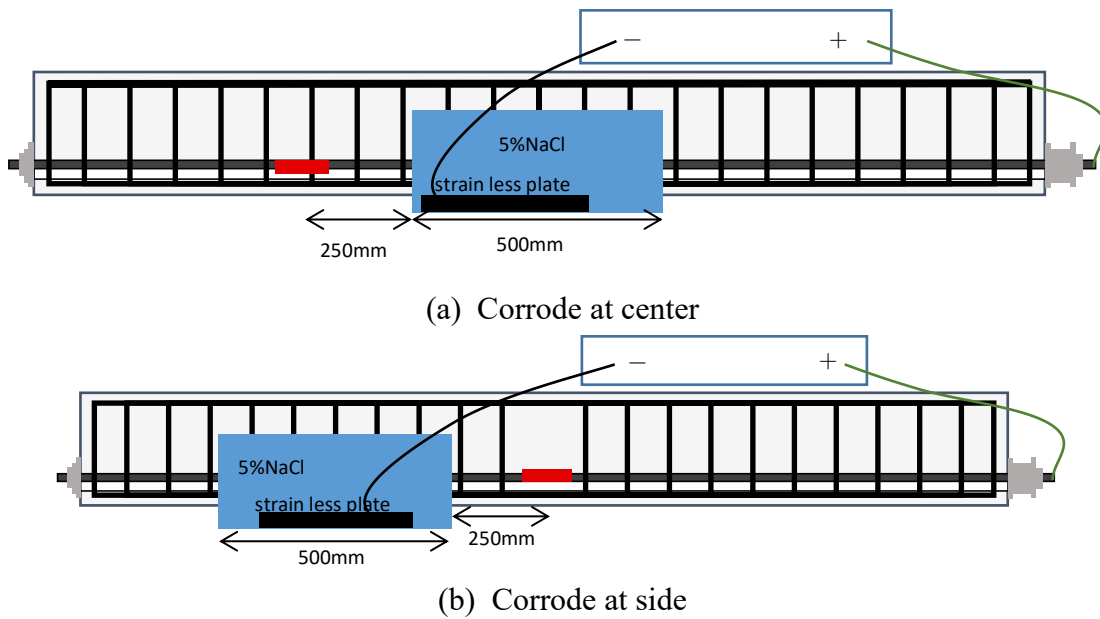 − +
5%NaCl
strain less plate
250mm 500mm
(a) Corrode at center
− +
5%NaCl
strain less plate
250mm
500mm
(b) Corrode at side